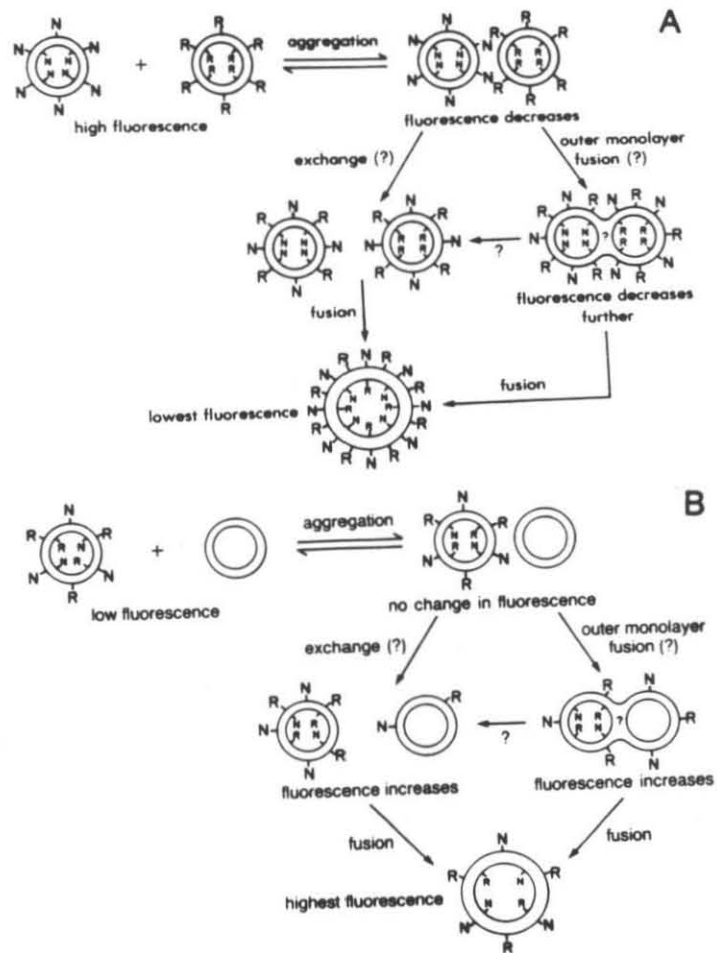 A
N N R
N N R R
N N R R
N N R R
N N R R
N R
+
aggregation
N R
N N R R
N N R R
N N R R
N R R
N R
high fluorescence
fluorescence decreases
exchange (?)
outer monolayer
fusion (?)
N
R R
N N
N N
N N
R R
N
N
R R
R R
R R
N N
R R
N
?
N R N R N
N N N R R R
N N ? R R
R N R N
fluorescence decreases
further
fusion
fusion
R N R N
N R
N R
R N
R N
N R N R
lowest fluorescence
B
N
R R
R N
N R
N N
R
+
aggregation
N
R R
N N
R R
N N
R
low fluorescence
no change in fluorescence
exchange (?)
outer monolayer
fusion (?)
N
R
N
R R
N R
R
N
R
N
?
R N
N R R ? R
N N
R N
fluorescence increases
fluorescence increases
fusion
fusion
N
R R
R N
N R
N N
R
highest fluorescence